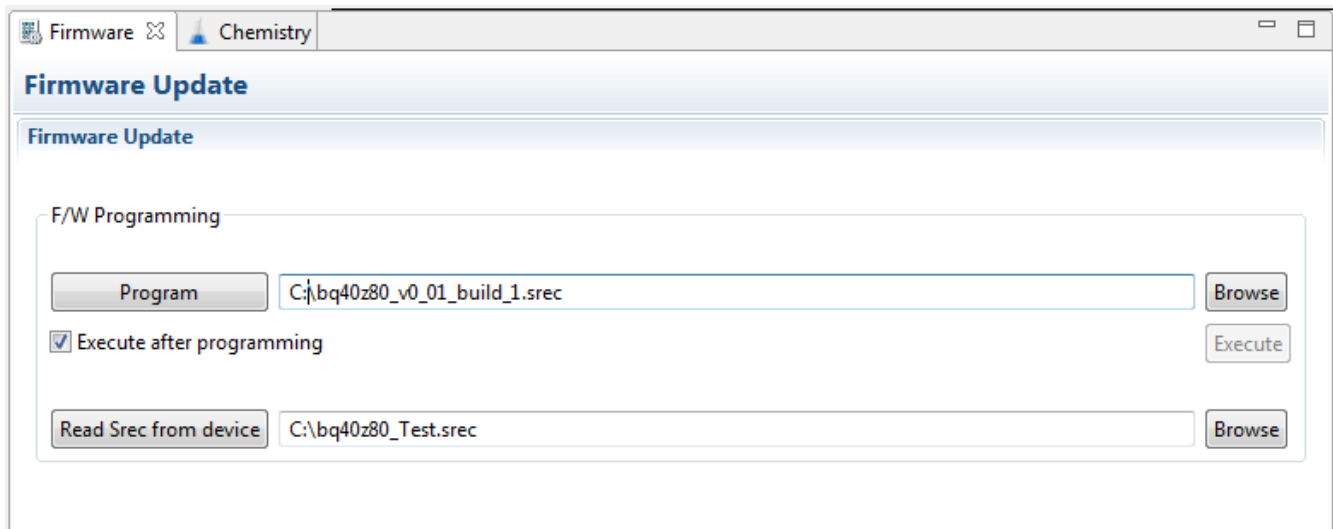 Firmware Chemistry
Firmware Update
Firmware Update
F/W Programming
Program C:\bq40z80_v0_01_build_1.srec Browse
Execute after programming Execute
Read Srec from device C:\bq40z80_Test.srec Browse